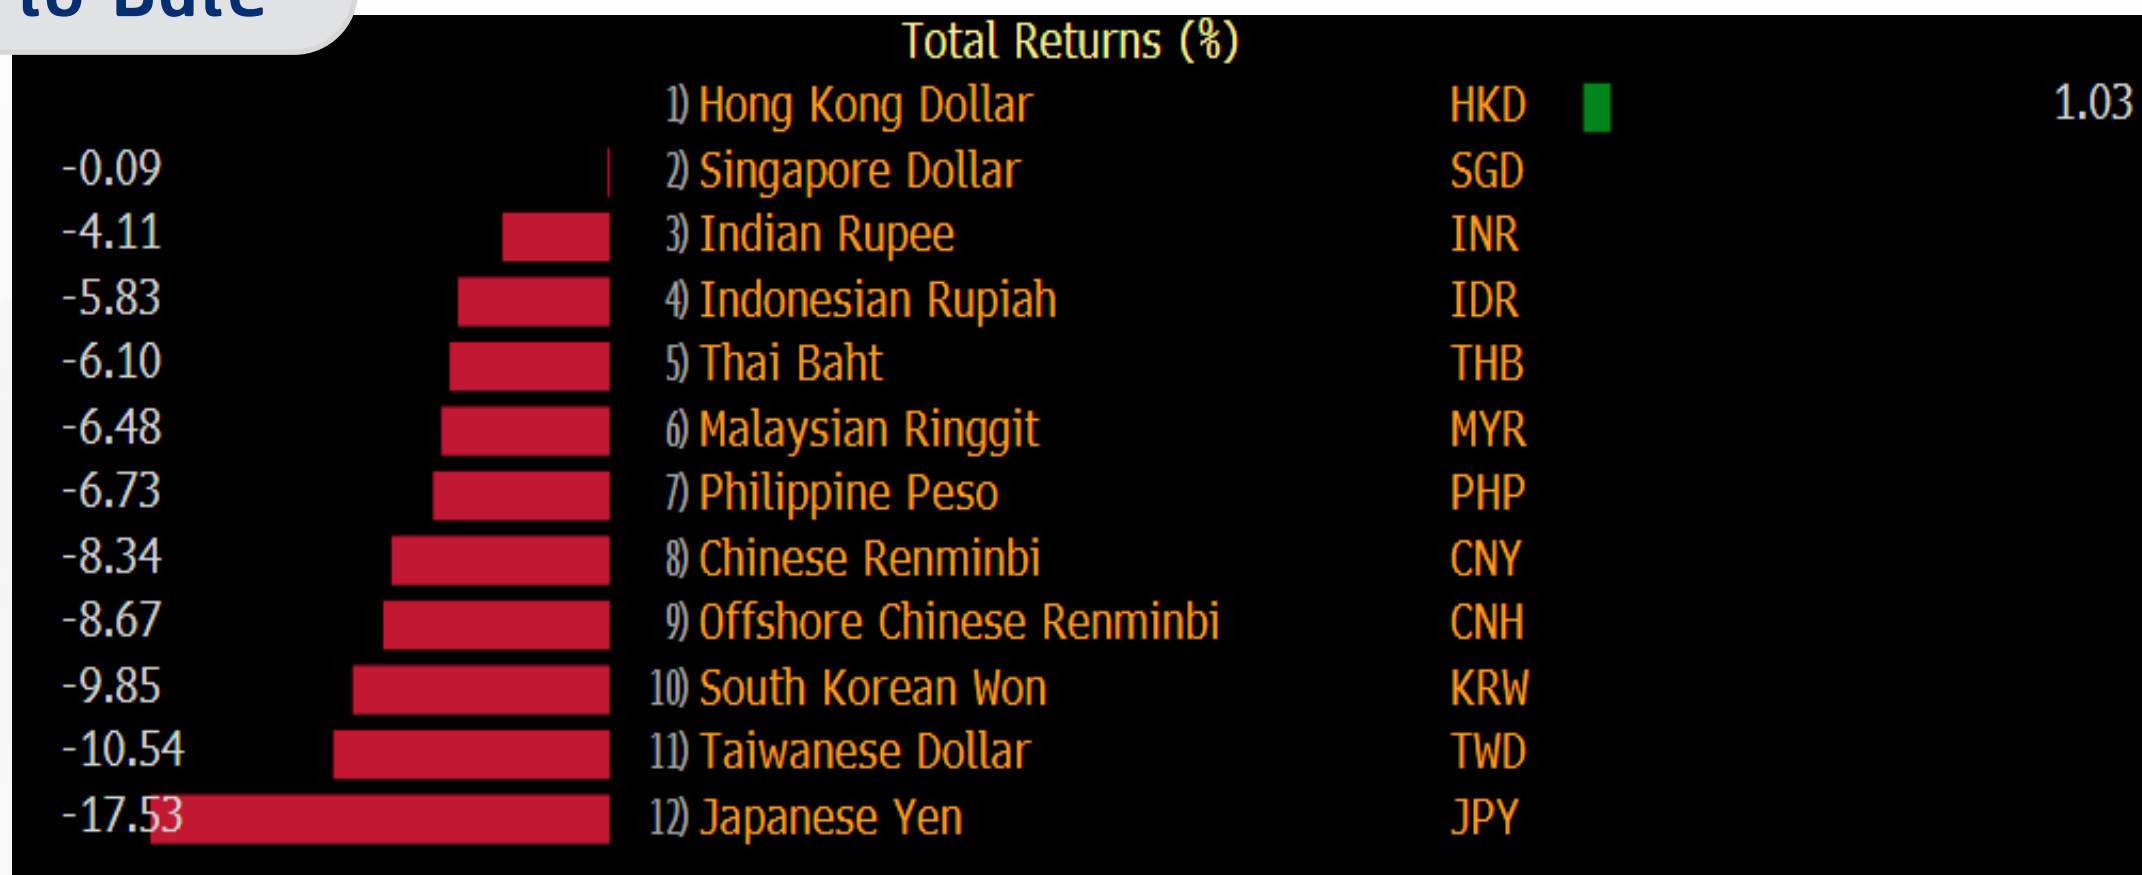 to Date
Total Returns (%)
1) Hong Kong Dollar HKD 1.03
-0.09 2) Singapore Dollar SGD
-4.11 3) Indian Rupee INR
-5.83 4) Indonesian Rupiah IDR
-6.10 5) Thai Baht THB
-6.48 6) Malaysian Ringgit MYR
-6.73 7) Philippine Peso PHP
-8.34 8) Chinese Renminbi CNY
-8.67 9) Offshore Chinese Renminbi CNH
-9.85 10) South Korean Won KRW
-10.54 11) Taiwanese Dollar TWD
-17.53 12) Japanese Yen JPY